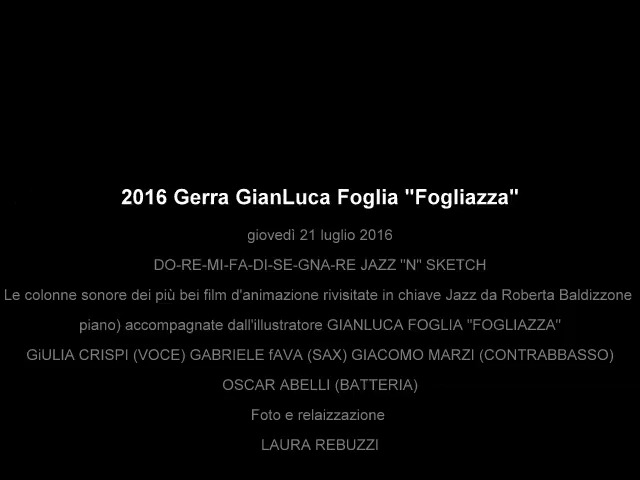 2016 Gerra GianLuca Foglia "Fogliazza"
giovedì 21 luglio 2016
DO-RE-MI-FA-DI-SE-GNA-RE JAZZ "N" SKETCH
Le colonne sonore dei più bei film d'animazione rivisitate in chiave Jazz da Roberta Baldizzone
piano) accompagnate dall'illustratore GIANLUCA FOGLIA "FOGLIAZZA"
GiULIA CRISPI (VOCE) GABRIELE fAVA (SAX) GIACOMO MARZI (CONTRABBASSO)
OSCAR ABELLI (BATTERIA)
Foto e relaizzazione
LAURA REBUZZI